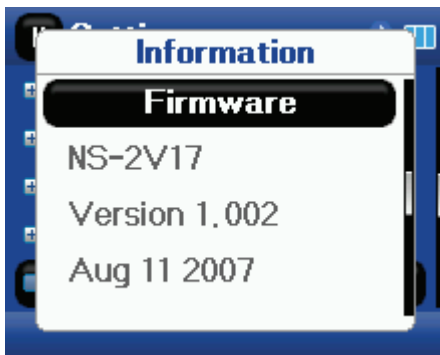 Information
Firmware
NS-2V17
Version 1.002
Aug 11 2007